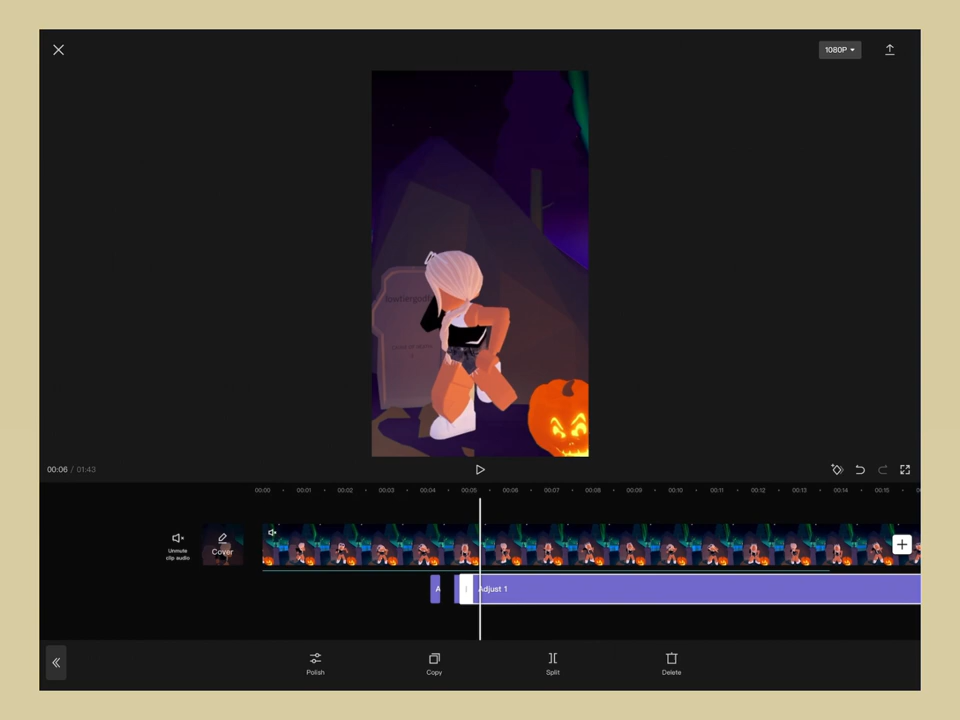 1080P
00:06 / 01:43
00:00 00:01 00:02 00:03 00:04 00:05 00:06 00:07 00:08 00:09 00:10 00:11 00:12 00:13 00:14 00:15
Unmute
clip audio
Cover
A
Adjust 1
Polish
Copy
Split
Delete